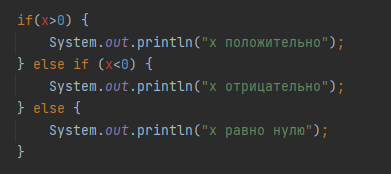 if(x>0) {
    System.out.println("x положительно");
} else if (x<0) {
    System.out.println("x отрицательно");
} else {
    System.out.println("x равно нулю");
}